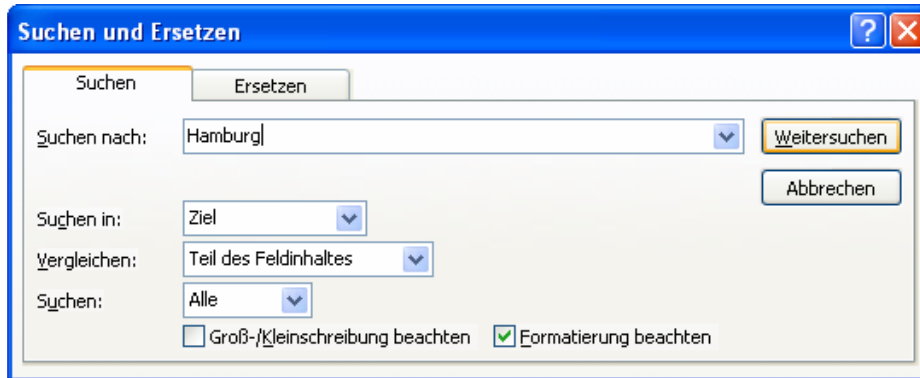 Suchen und Ersetzen
Suchen Ersetzen
Suchen nach: Hamburg Weitersuchen
Abbrechen
Suchen in: Ziel
Vergleichen: Teil des Feldinhaltes
Suchen: Alle
Groß-/Kleinschreibung beachten Formatierung beachten